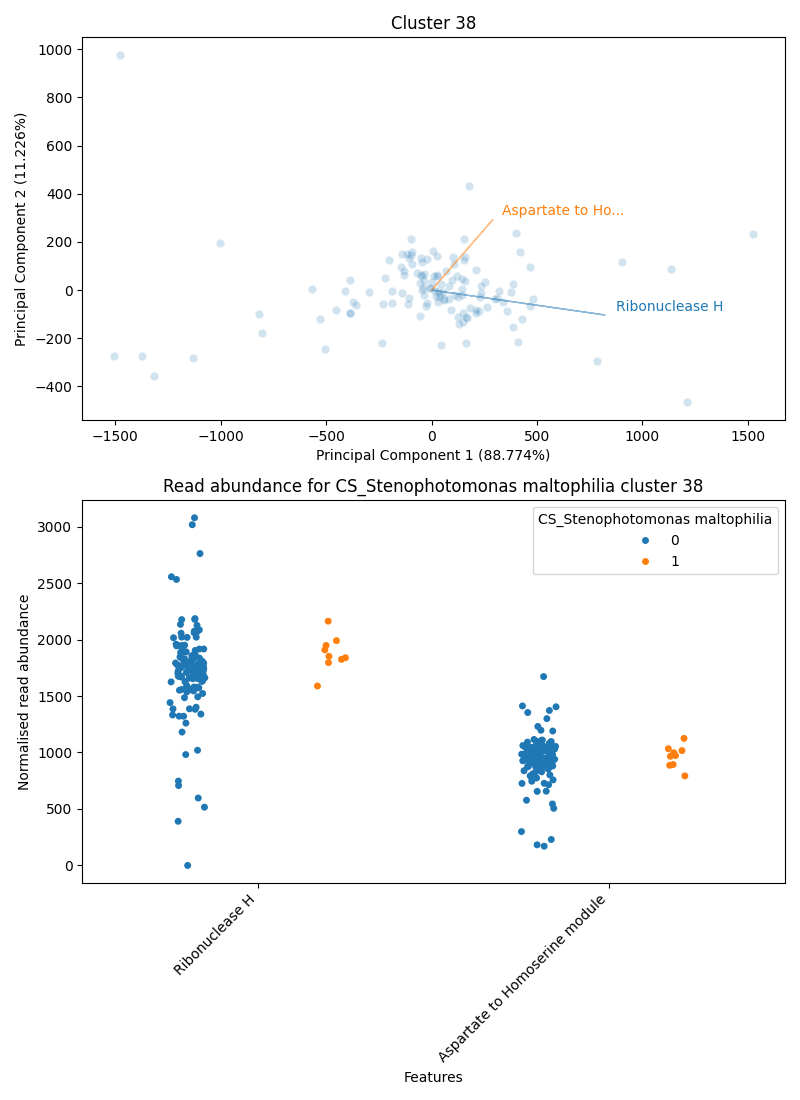 Cluster 38
1000
800
600
400
200
0
−200
−400
Principal Component 2 (11.226%)
Aspartate to Ho...
Ribonuclease H
−1500
−1000
−500
0
500
1000
1500
Principal Component 1 (88.774%)
Read abundance for CS_Stenophotomonas maltophilia cluster 38
CS_Stenophotomonas maltophilia
0
1
3000
2500
2000
1500
1000
500
0
Normalised read abundance
Ribonuclease H
Aspartate to Homoserine module
Features